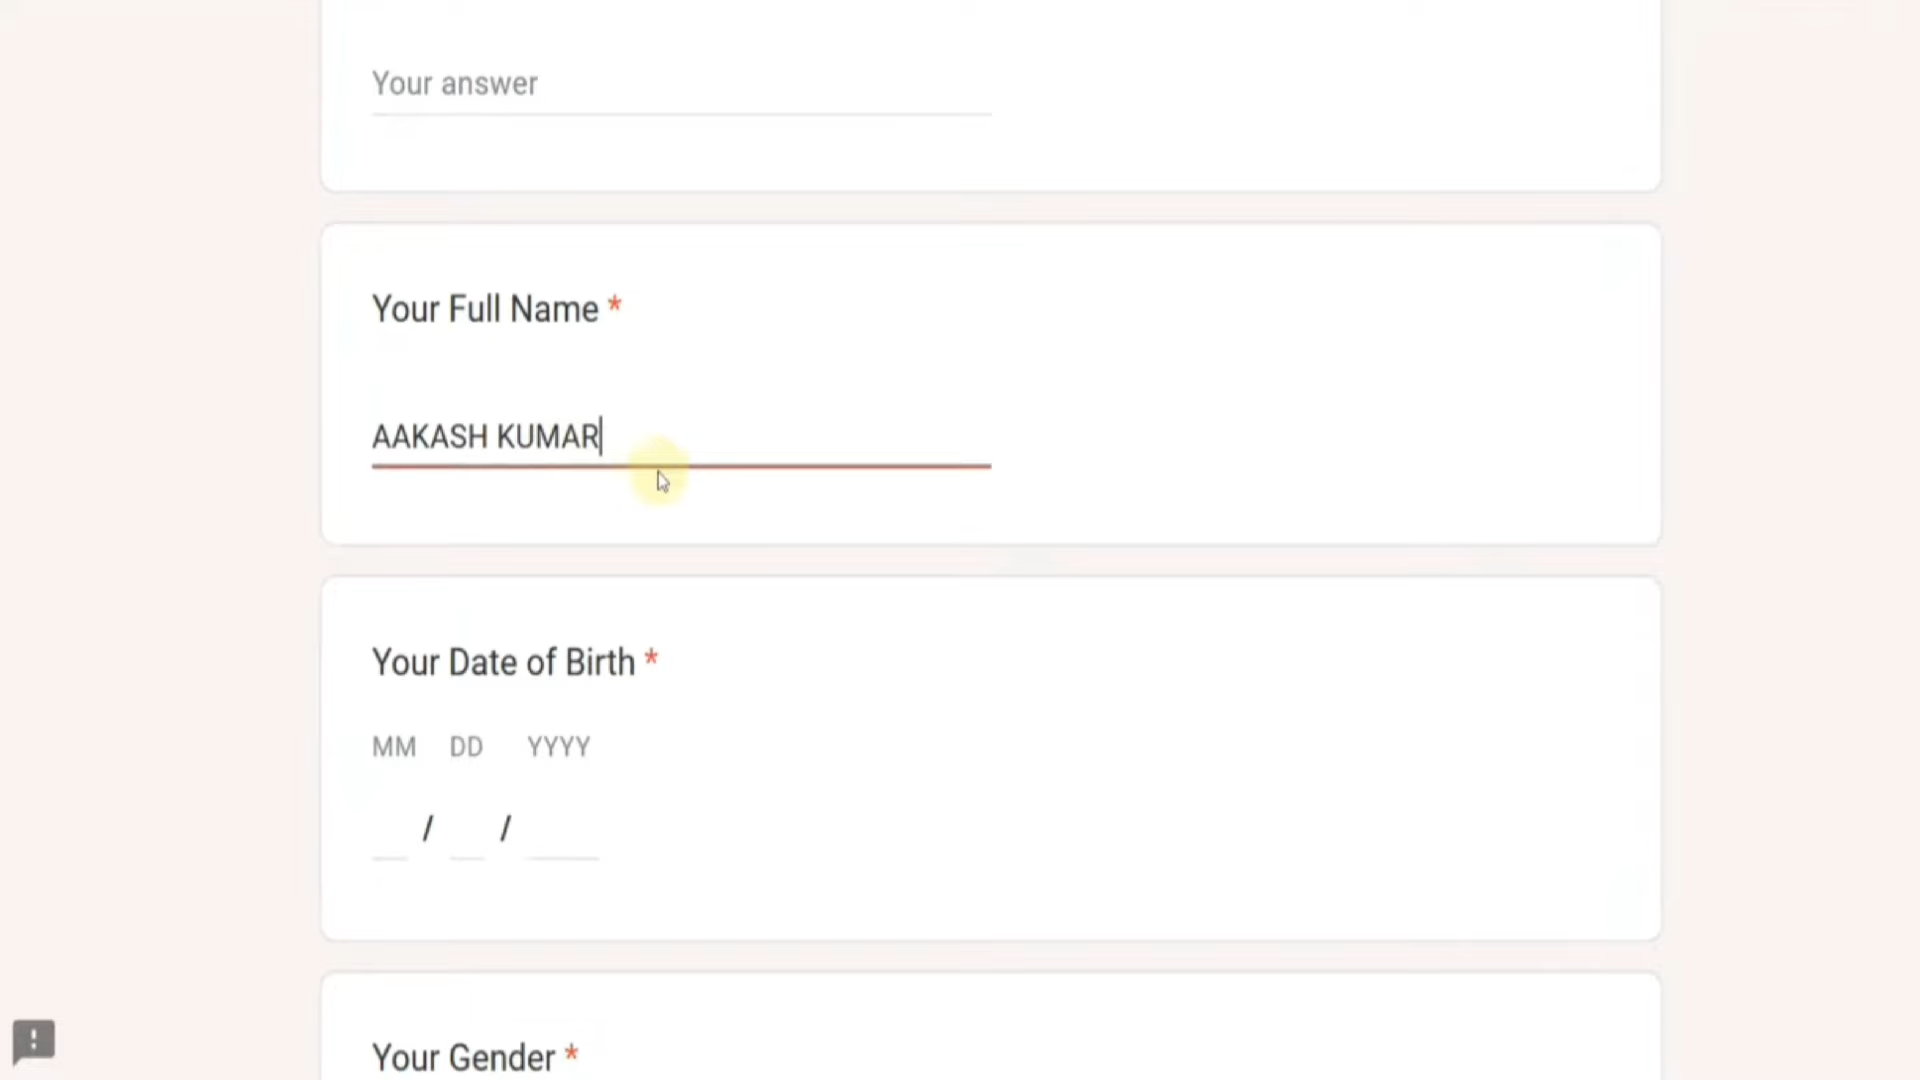 Your answer
Your Full Name *
AAKASH KUMAR
Your Date of Birth *
MM DD YYYY
/ /
Your Gender *